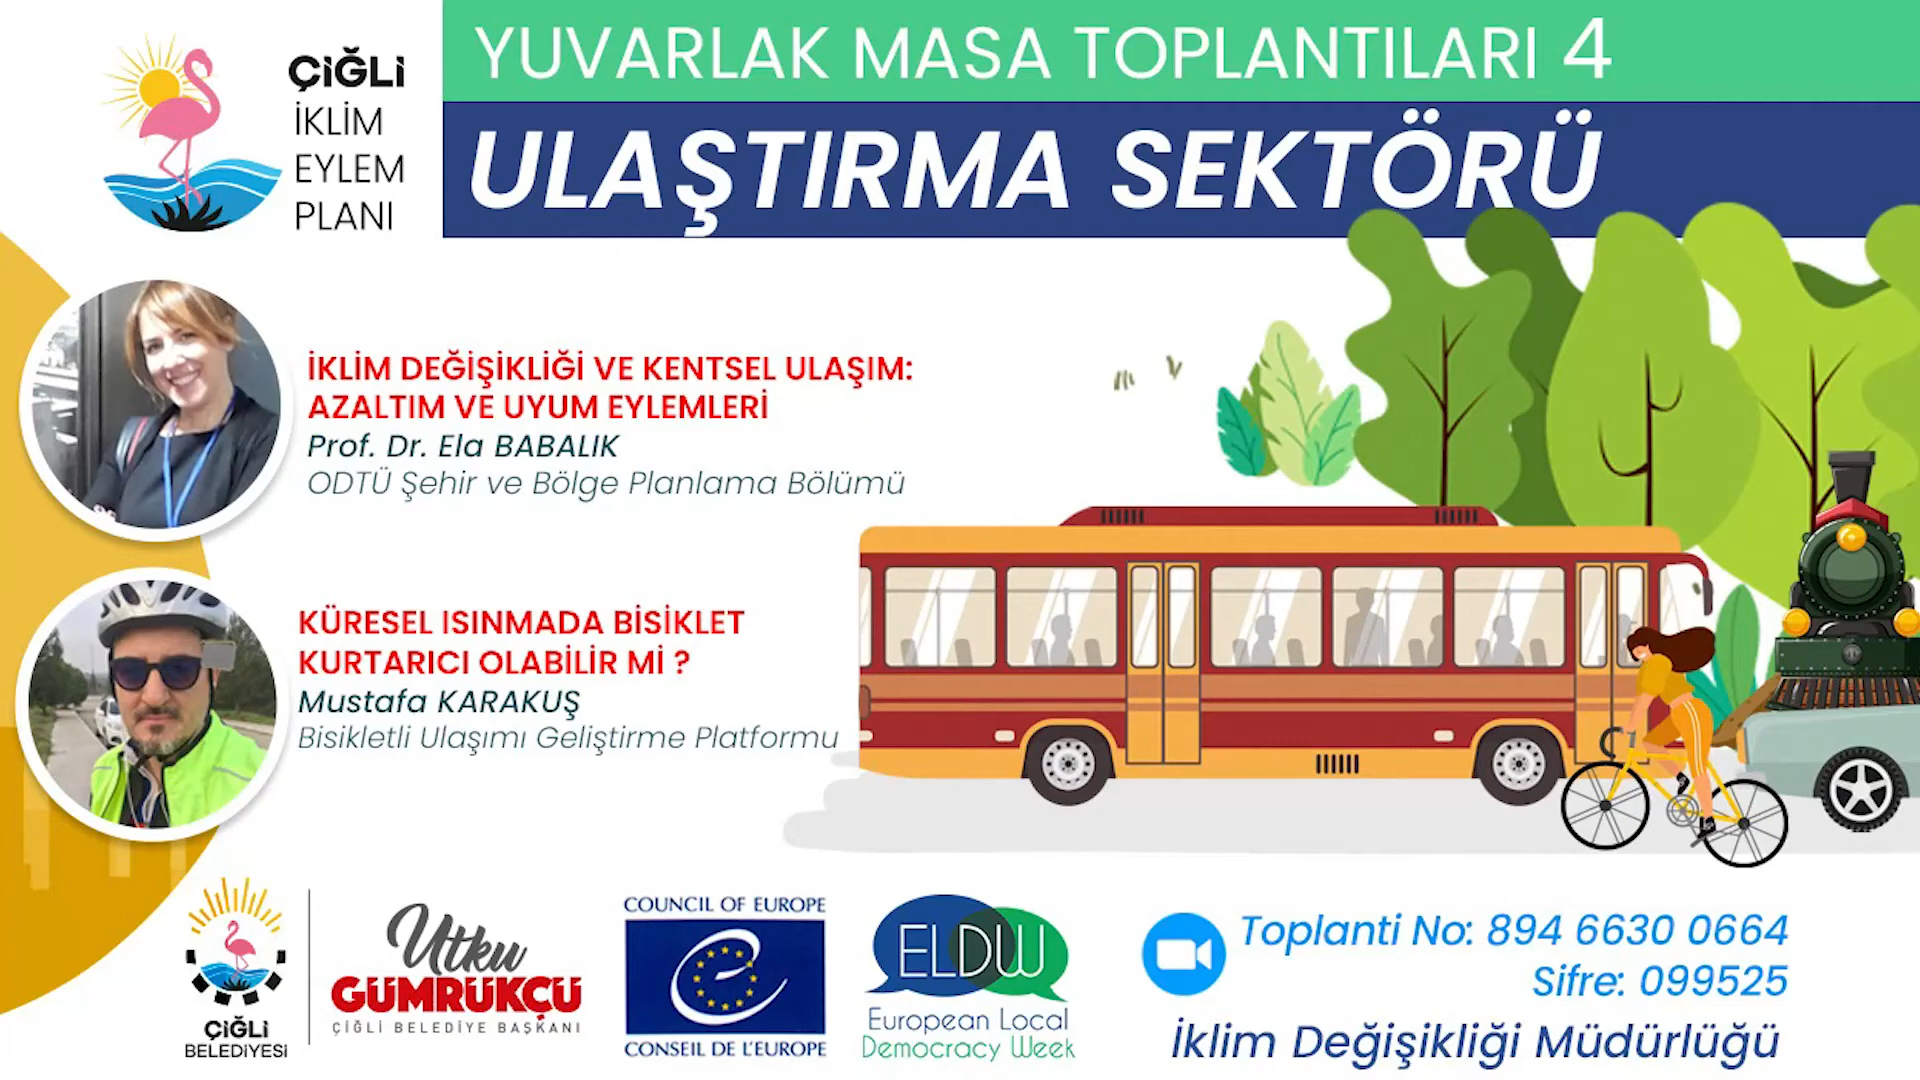 ÇİĞLİ
İKLİM
EYLEM
PLANI
YUVARLAK MASA TOPLANTILARI 4
ULAŞTIRMA SEKTÖRÜ
İKLİM DEĞİŞİKLİĞİ VE KENTSEL ULAŞIM:
AZALTIM VE UYUM EYLEMLERİ
Prof. Dr. Ela BABALIK
ODTÜ Şehir ve Bölge Planlama Bölümü
KÜRESEL ISINMADA BİSİKLET
KURTARICI OLABİLİR Mİ ?
Mustafa KARAKUŞ
Bisikletli Ulaşımı Geliştirme Platformu
ÇİĞLİ
BELEDİYESİ
Utku
GÜMRÜKÇÜ
ÇİĞLİ BELEDİYE BAŞKANI
COUNCIL OF EUROPE
CONSEIL DE L'EUROPE
ELDW
European Local
Democracy Week
Toplanti No: 894 6630 0664
Sifre: 099525
İklim Değişikliği Müdürlüğü